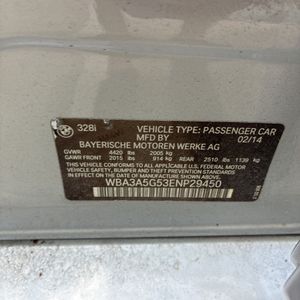 328i
VEHICLE TYPE: PASSENGER CAR
MFD BY 02/14
BAYERISCHE MOTOREN WERKE AG
GVWR 4420 lbs 2005 kg
GAWR FRONT 2015 lbs 914 kg REAR 2510 lbs 1139 kg
THIS VEHICLE CONFORMS TO ALL APPLICABLE U.S. FEDERAL MOTOR
VEHICLE SAFETY, BUMPER, AND THEFT PREVENTION STANDARDS IN
EFFECT ON THE DATE OF MANUFACTURE SHOWN ABOVE.
WBA3A5G53ENP29450